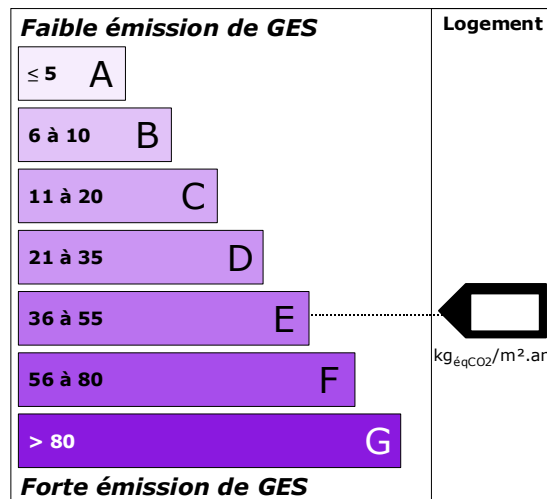 Faible émission de GES
Logement
≤ 5 A
6 à 10 B
11 à 20 C
21 à 35 D
36 à 55 E
kgéqCO2/m².an
56 à 80 F
> 80 G
Forte émission de GES